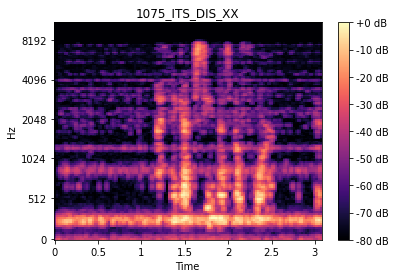 1075_ITS_DIS_XX
8192
4096
2048
1024
512
0
Hz
0 0.5 1 1.5 2 2.5 3
Time
+0 dB
-10 dB
-20 dB
-30 dB
-40 dB
-50 dB
-60 dB
-70 dB
-80 dB